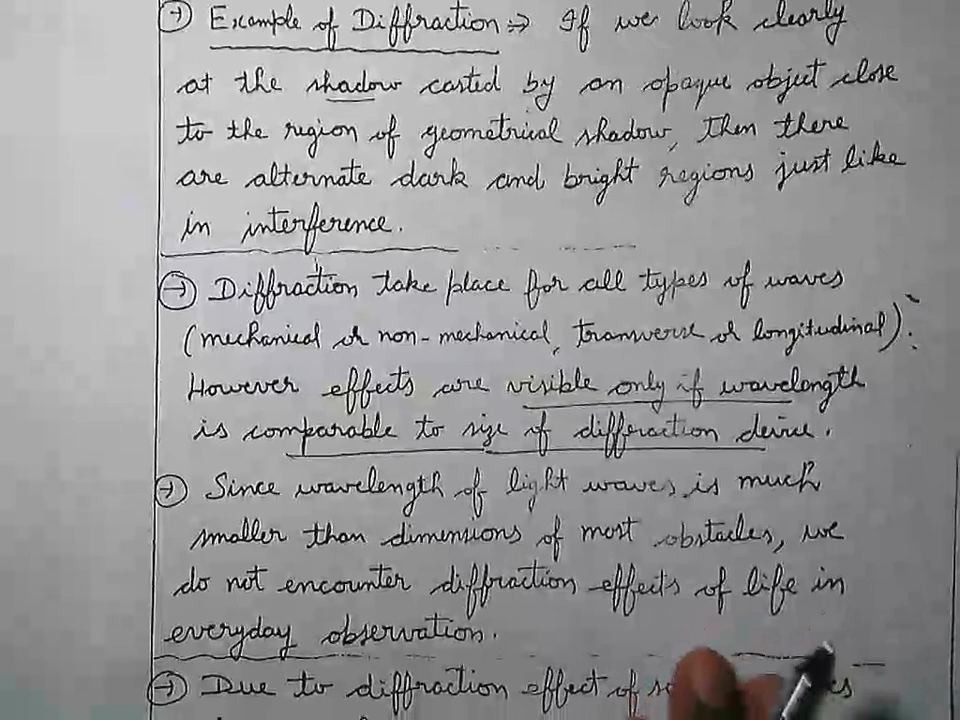 → Example of Diffraction ⇒ If we look clearly
at the shadow casted by an opaque object close
to the region of geometrical shadow, then there
are alternate dark and bright regions just like
in interference.
→ Diffraction take place for all types of waves
(mechanical or non-mechanical, transverse or longitudinal).
However effects are visible only if wavelength
is comparable to size of diffraction device.
→ Since wavelength of light waves is much
smaller than dimensions of most obstacles, we
do not encounter diffraction effects of life in
everyday observation.
→ Due to diffraction effect of